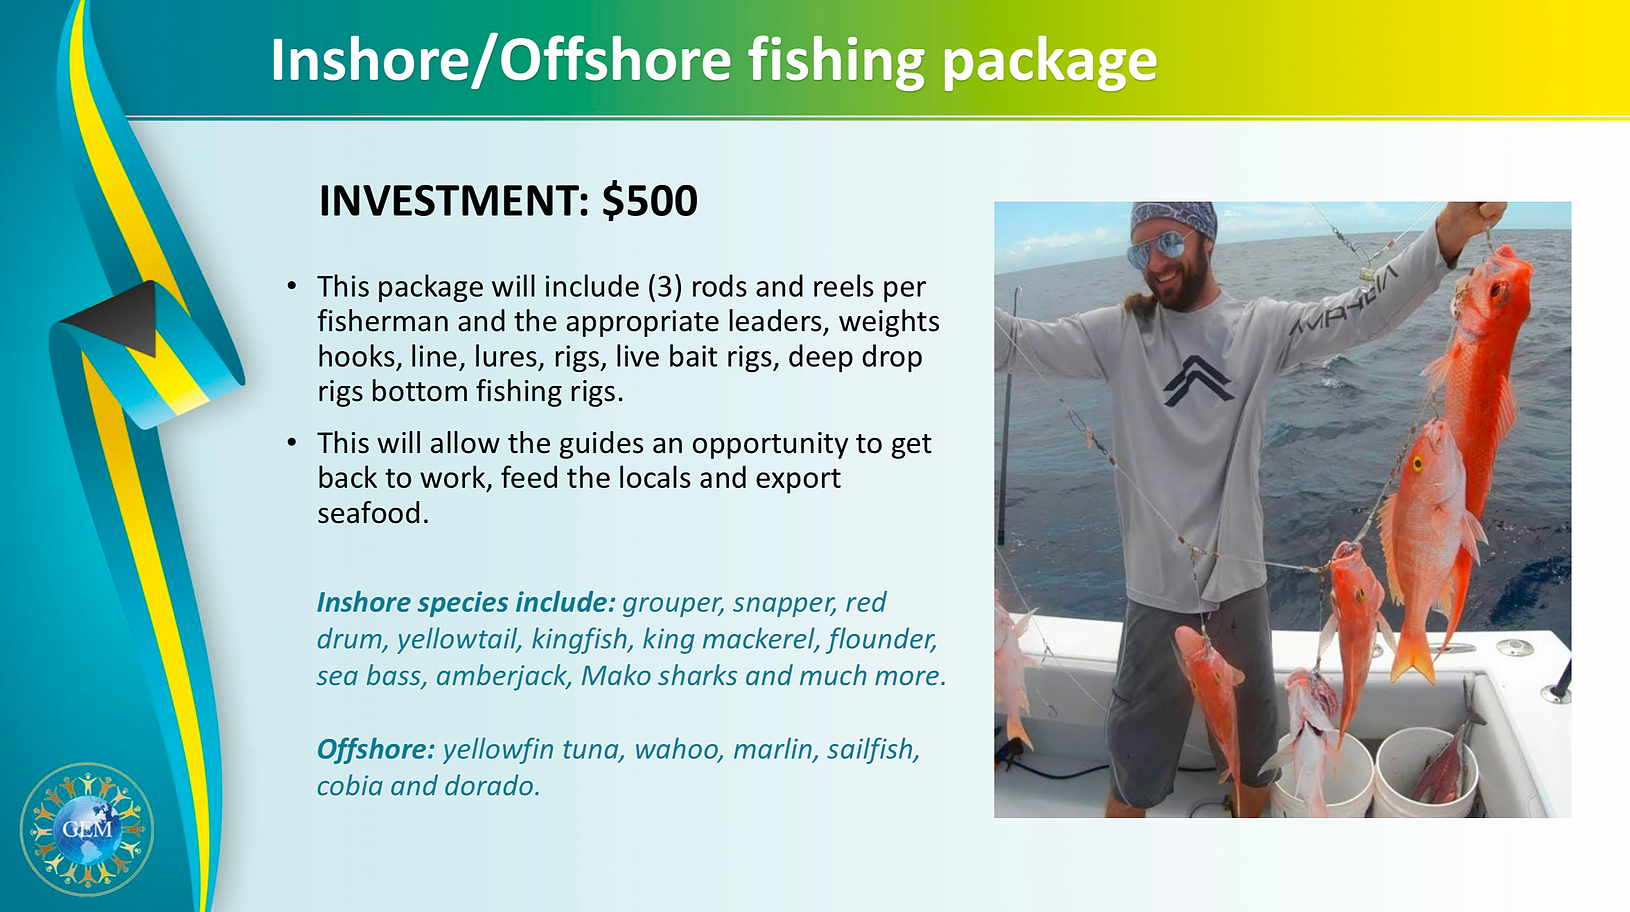 Inshore/Offshore fishing package
INVESTMENT: $500
• This package will include (3) rods and reels per
fisherman and the appropriate leaders, weights
hooks, line, lures, rigs, live bait rigs, deep drop
rigs bottom fishing rigs.
• This will allow the guides an opportunity to get
back to work, feed the locals and export
seafood.
Inshore species include: grouper, snapper, red
drum, yellowtail, kingfish, king mackerel, flounder,
sea bass, amberjack, Mako sharks and much more.
Offshore: yellowfin tuna, wahoo, marlin, sailfish,
cobia and dorado.
GEM